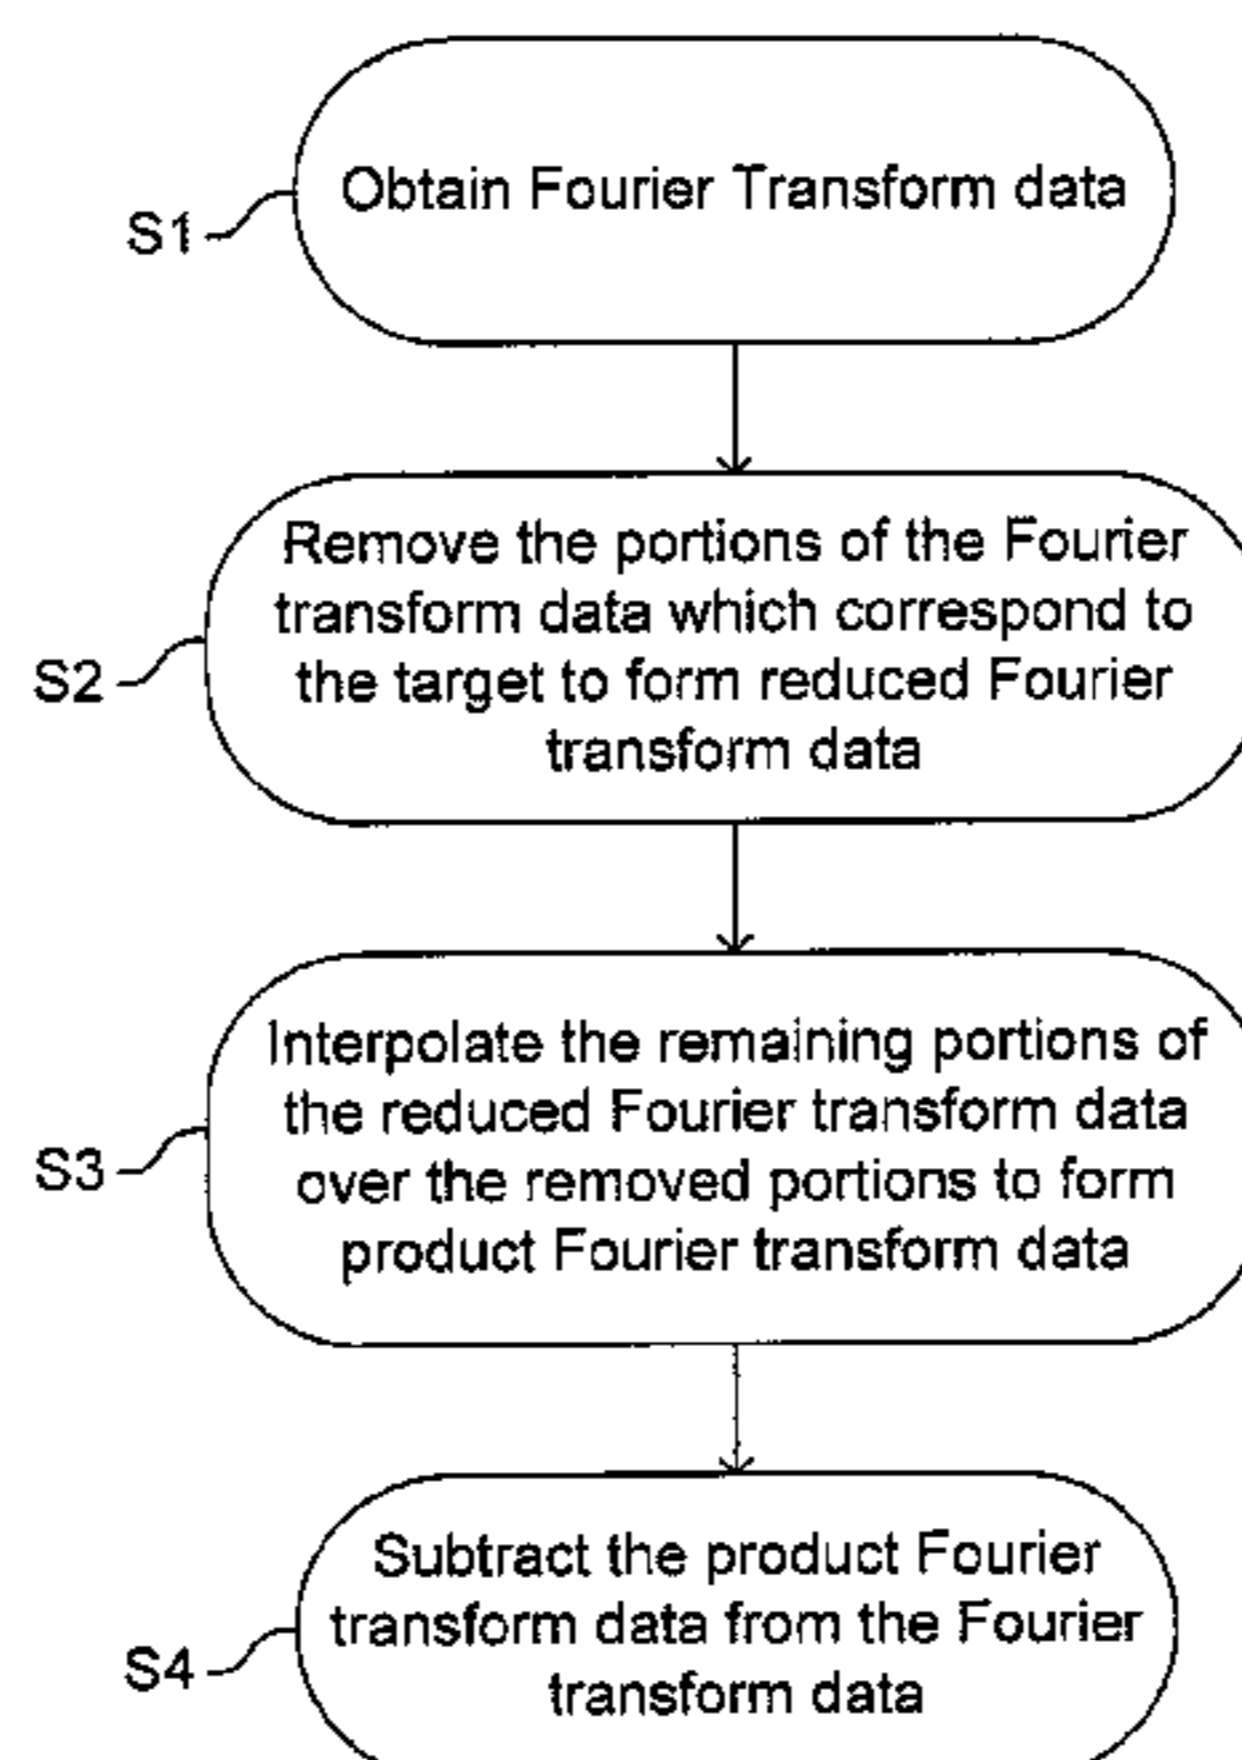 Obtain Fourier Transform data
S1
Remove the portions of the Fourier
transform data which correspond to
the target to form reduced Fourier
transform data
S2
Interpolate the remaining portions of
the reduced Fourier transform data
over the removed portions to form
product Fourier transform data
S3
Subtract the product Fourier
transform data from the Fourier
transform data
S4